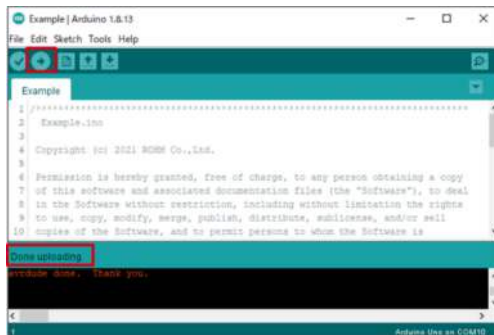 Example | Arduino 1.8.13
File Edit Sketch Tools Help
Example
1 /****************************************************************************
2 Example.ino
3
4 Copyright (c) 2021 ROHM Co.,Ltd.
5
6 Permission is hereby granted, free of charge, to any person obtaining a copy
7 of this software and associated documentation files (the "Software"), to deal
8 in the Software without restriction, including without limitation the rights
9 to use, copy, modify, merge, publish, distribute, sublicense, and/or sell
10 copies of the Software, and to permit persons to whom the Software is
Done uploading
avrdude done. Thank you.
1
Arduino Uno on COM10